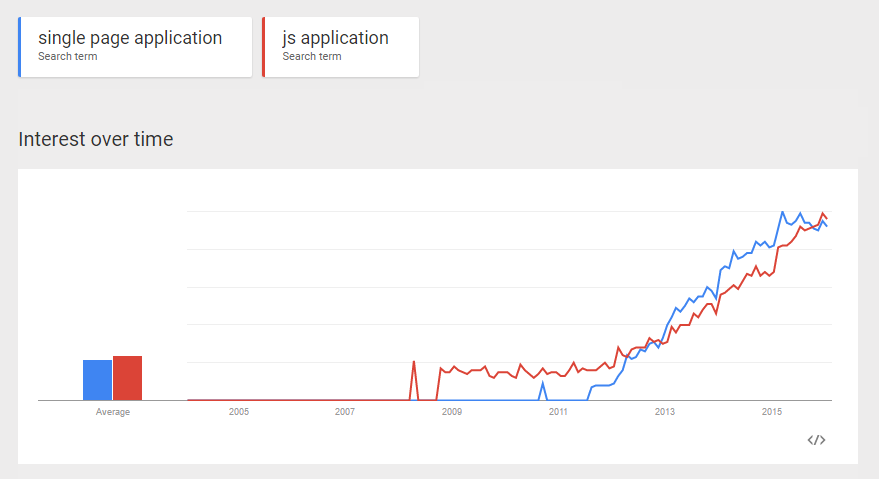 single page application
Search term
js application
Search term
Interest over time
Average
2005
2007
2009
2011
2013
2015
</>